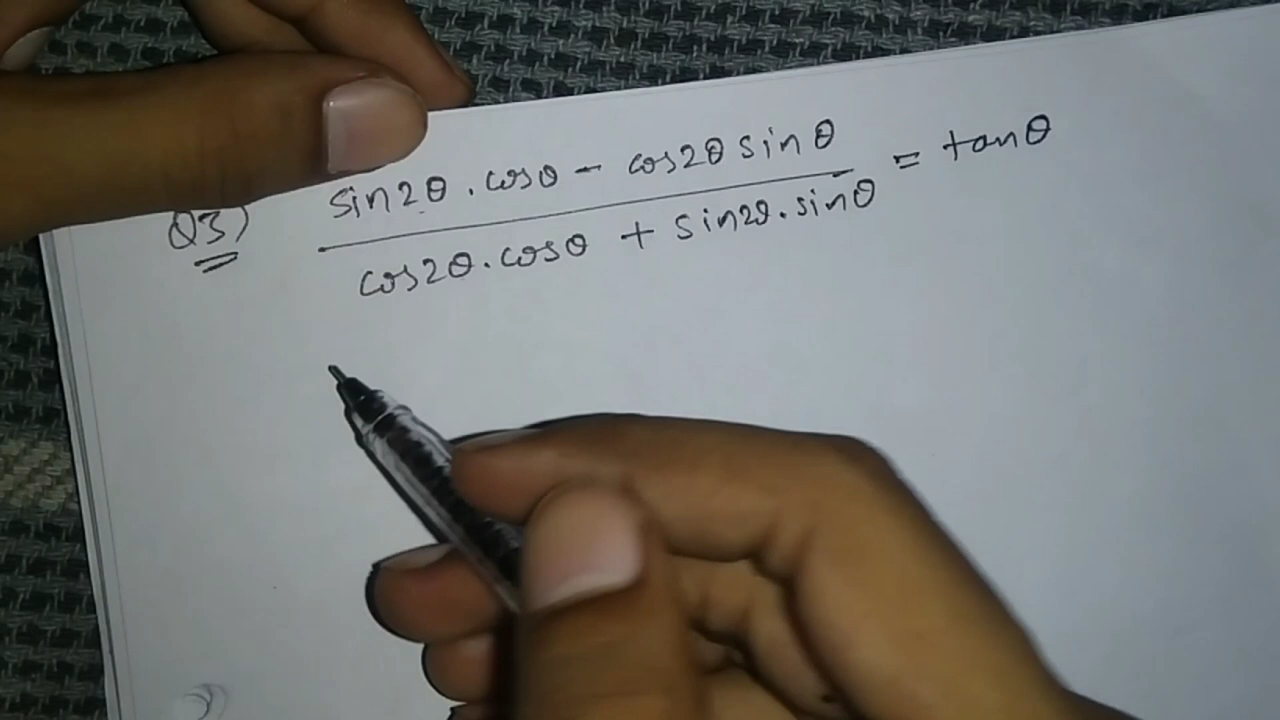 sin2θ . cosθ - cos2θ sinθ = tanθ
Q3)
cos2θ.cosθ + sin2θ.sinθ